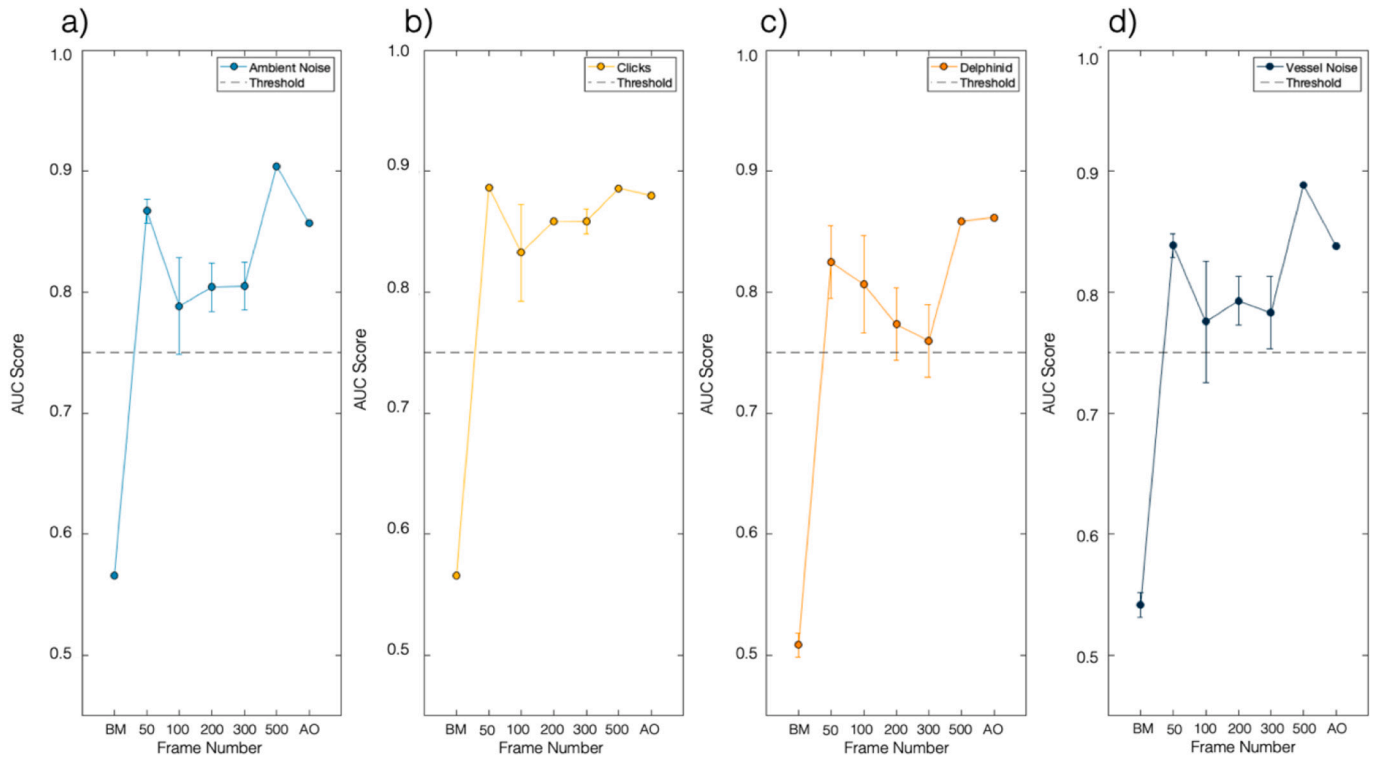 a)
1.0
0.9
0.8
0.7
0.6
0.5
AUC Score
Ambient Noise
Threshold
BM 50 100 200 300 500 AO
Frame Number
b)
1.0
0.9
0.8
0.7
0.6
0.5
AUC Score
Clicks
Threshold
BM 50 100 200 300 500 AO
Frame Number
c)
1.0
0.9
0.8
0.7
0.6
0.5
AUC Score
Delphinid
Threshold
BM 50 100 200 300 500 AO
Frame Number
d)
1.0
0.9
0.8
0.7
0.6
0.5
AUC Score
Vessel Noise
Threshold
BM 50 100 200 300 500 AO
Frame Number